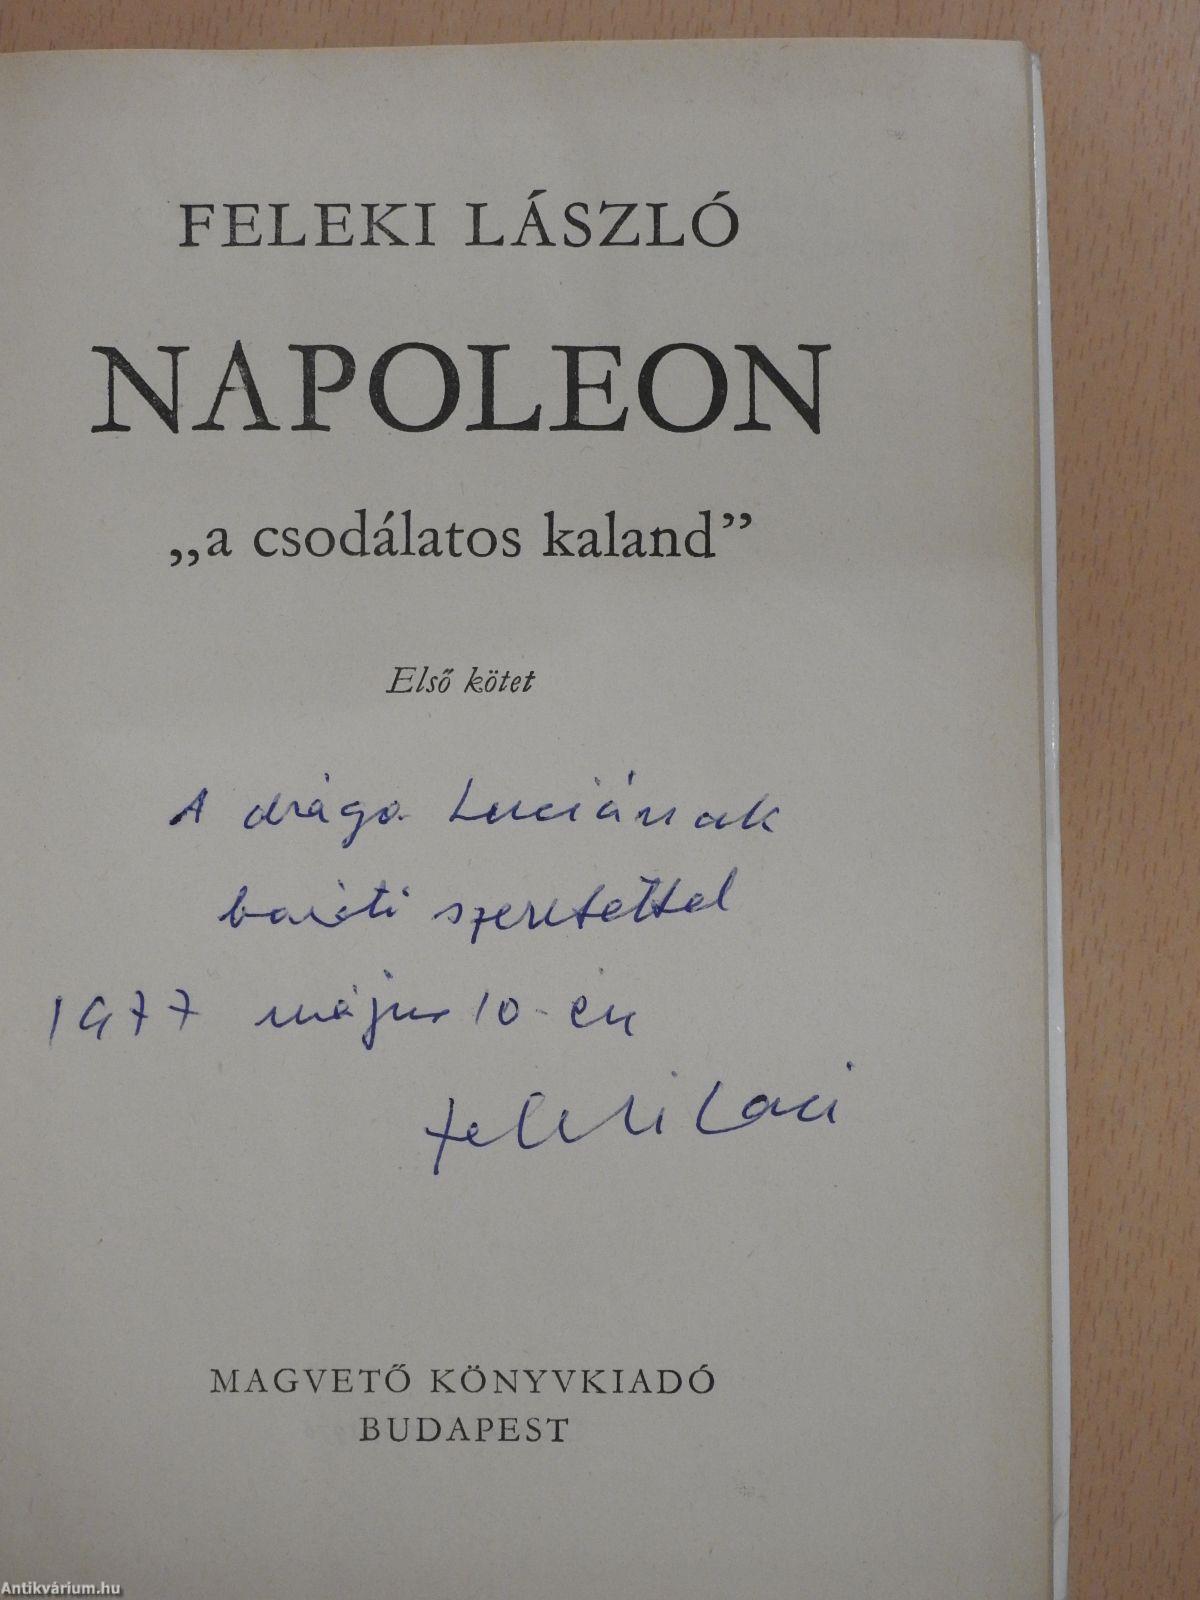 FELEKI LÁSZLÓ
NAPOLEON
„a csodálatos kaland”
Első kötet
A drága Luciának
baráti szeretettel
1977 május 10-én
Feleki Laci
MAGVETŐ KÖNYVKIADÓ
BUDAPEST
Antikvárium.hu